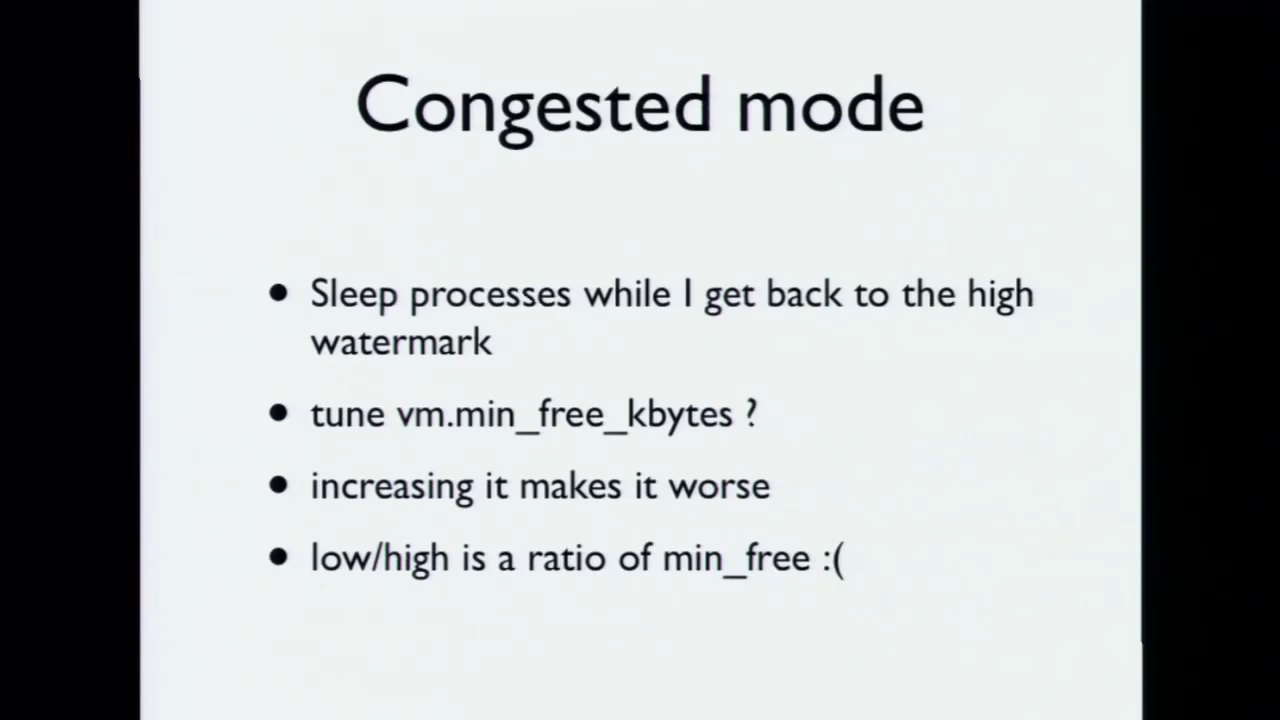 Congested mode
• Sleep processes while I get back to the high
watermark
• tune vm.min_free_kbytes ?
• increasing it makes it worse
• low/high is a ratio of min_free :(